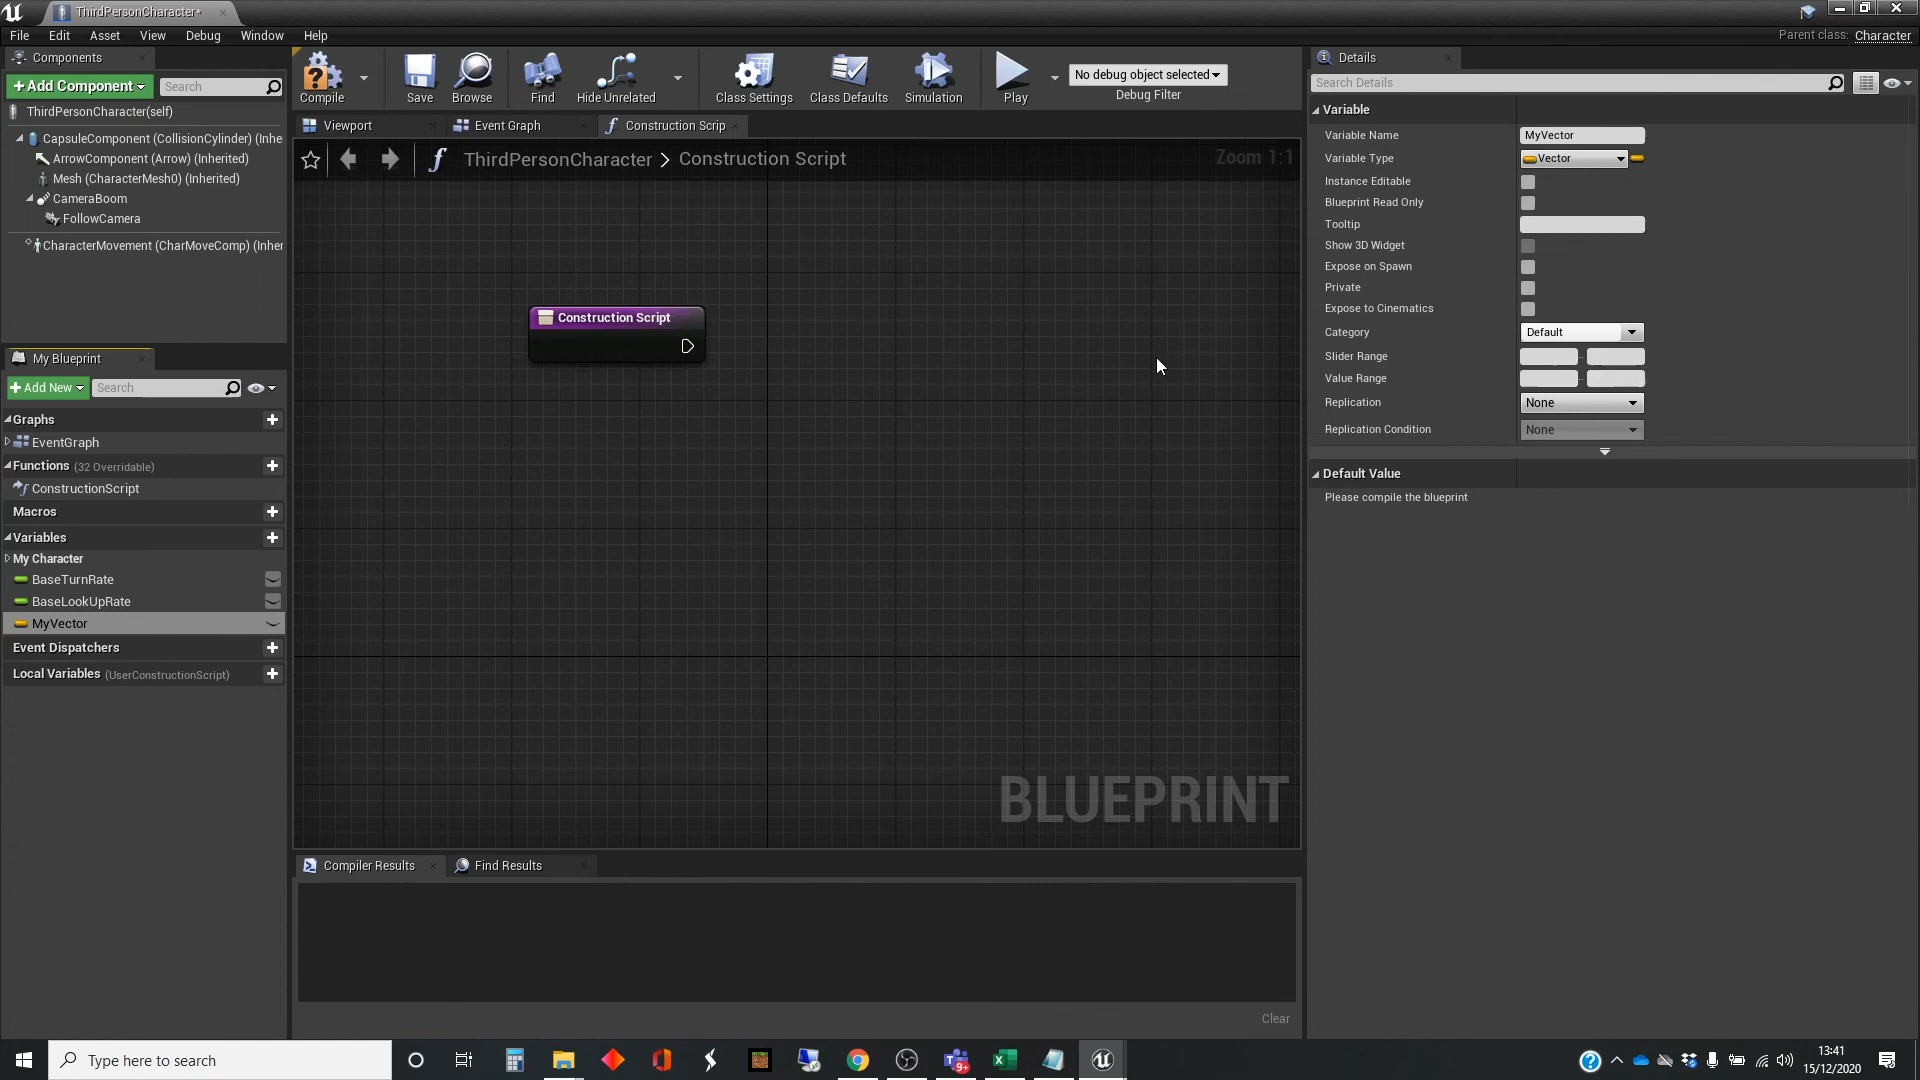 ThirdPersonCharacter*
File Edit Asset View Debug Window Help
Parent class: Character
Components
+Add Component
Search
ThirdPersonCharacter(self)
CapsuleComponent (CollisionCylinder) (Inhe
ArrowComponent (Arrow) (Inherited)
Mesh (CharacterMesh0) (Inherited)
CameraBoom
FollowCamera
CharacterMovement (CharMoveComp) (Inher
My Blueprint
+Add New
Search
Graphs
EventGraph
Functions (32 Overridable)
ConstructionScript
Macros
Variables
My Character
BaseTurnRate
BaseLookUpRate
MyVector
Event Dispatchers
Local Variables (UserConstructionScript)
Compile
Save
Browse
Find
Hide Unrelated
Class Settings
Class Defaults
Simulation
Play
No debug object selected
Debug Filter
Viewport
Event Graph
Construction Scrip
ThirdPersonCharacter > Construction Script
Zoom 1:1
Construction Script
BLUEPRINT
Compiler Results
Find Results
Clear
Details
Search Details
Variable
Variable Name MyVector
Variable Type Vector
Instance Editable
Blueprint Read Only
Tooltip
Show 3D Widget
Expose on Spawn
Private
Expose to Cinematics
Category Default
Slider Range
Value Range
Replication None
Replication Condition None
Default Value
Please compile the blueprint
Type here to search
9+
13:41
15/12/2020